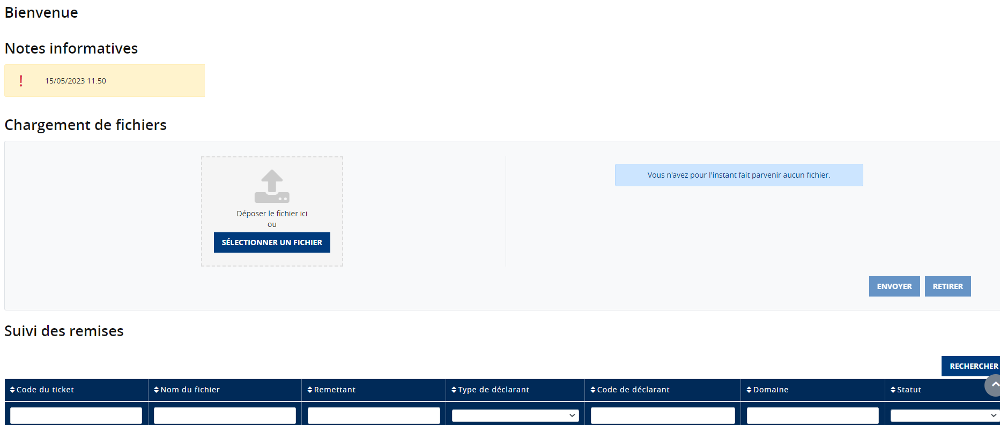 Bienvenue
Notes informatives
! 15/05/2023 11:50
Chargement de fichiers
Déposer le fichier ici
ou
SÉLECTIONNER UN FICHIER
Vous n'avez pour l'instant fait parvenir aucun fichier.
ENVOYER RETIRER
Suivi des remises
RECHERCHER
Code du ticket Nom du fichier Remettant Type de déclarant Code de déclarant Domaine Statut